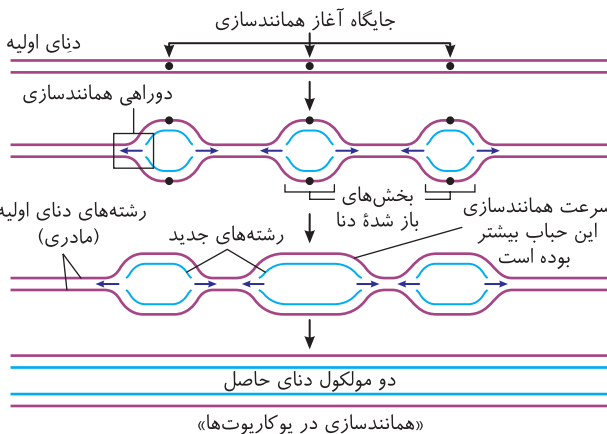 جایگاه آغاز همانندسازی
دنای اولیه
دوراهی همانندسازی
بخش‌های
باز شدۀ دنا
سرعت همانندسازی
این حباب بیشتر
بوده است
رشته‌های دنای اولیه
(مادری)
رشته‌های جدید
دو مولکول دنای حاصل
«همانندسازی در یوکاریوت‌ها»